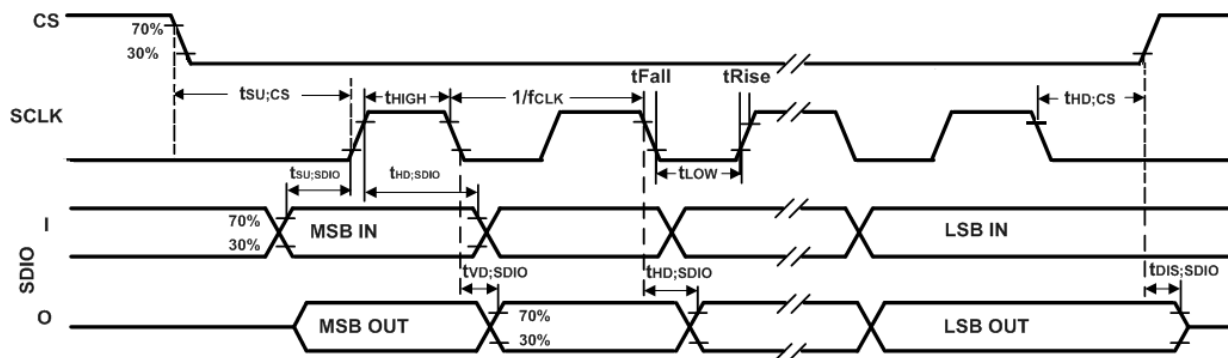 CS
70%
30%
tFall
tRise
tSU;CS
tHIGH
1/fCLK
tHD;CS
SCLK
tLOW
tSU;SDIO
tHD;SDIO
I
70%
30%
MSB IN
LSB IN
SDIO
tVD;SDIO
tHD;SDIO
tDIS;SDIO
O
MSB OUT
70%
30%
LSB OUT